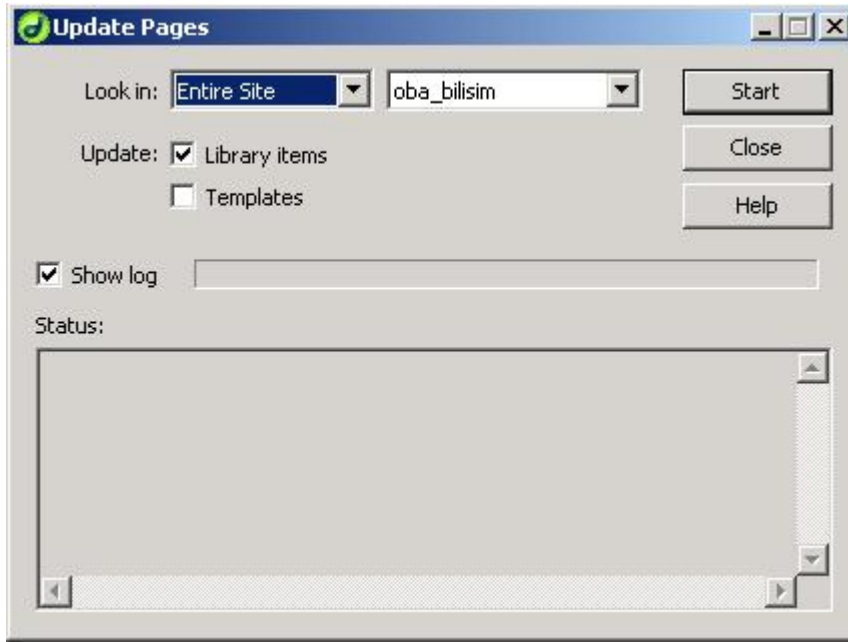 Update Pages
Look in: Entire Site oba_bilisim Start
Update: Library items Close
Templates Help
Show log
Status: